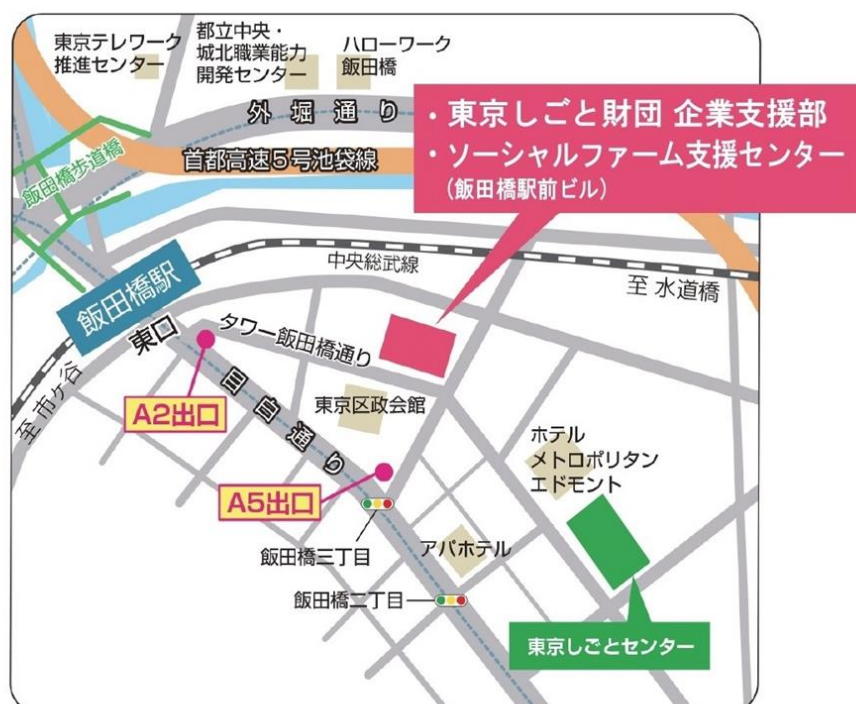 東京テレワーク
推進センター
都立中央・
城北職業能力
開発センター
ハローワーク
飯田橋
外堀通り
・東京しごと財団 企業支援部
・ソーシャルファーム支援センター
(飯田橋駅前ビル)
首都高速5号池袋線
飯田橋歩道橋
中央総武線
至 水道橋
飯田橋駅
東口
タワー飯田橋通り
至 市ヶ谷
A2出口
目白通り
東京区政会館
ホテル
メトロポリタン
エドモント
A5出口
飯田橋三丁目
アパホテル
飯田橋二丁目
東京しごとセンター